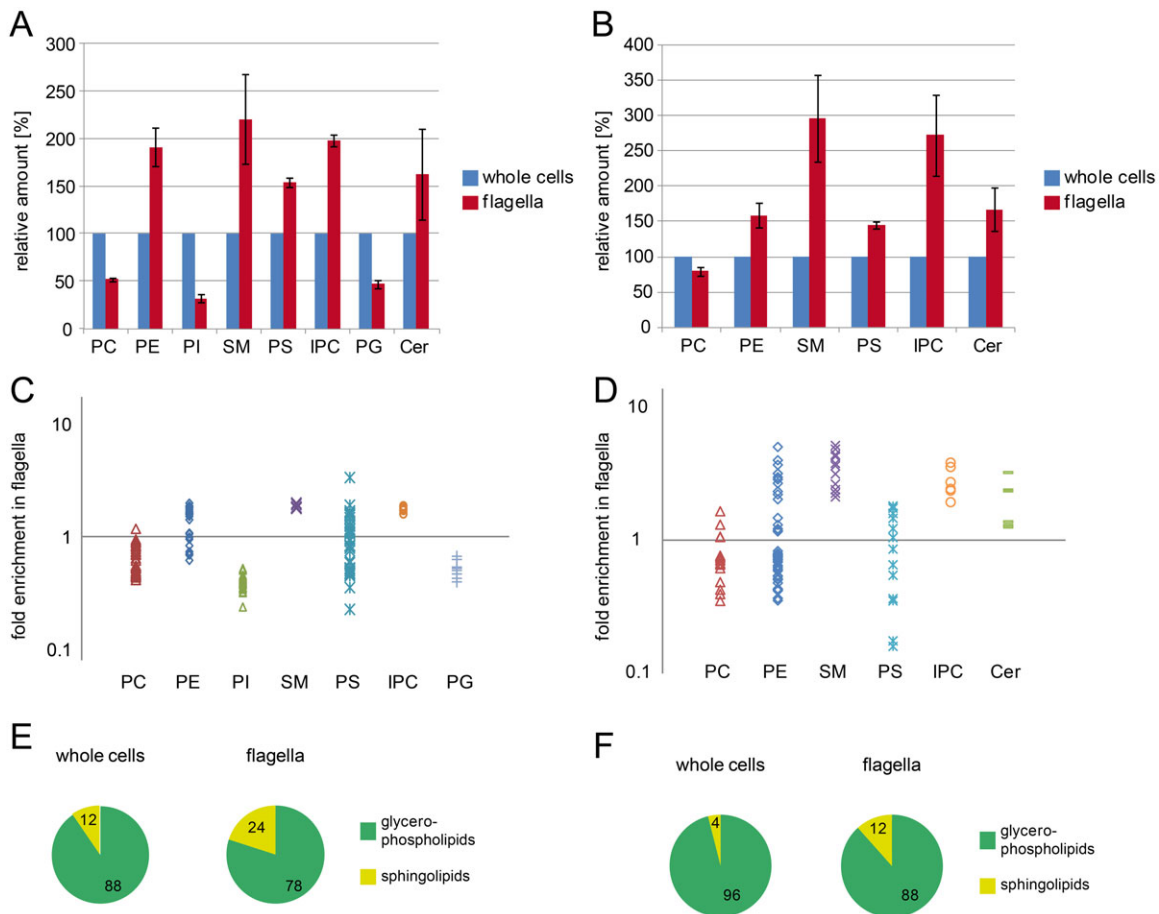 A
300
250
200
150
100
50
0
relative amount [%]
PC PE PI SM PS IPC PG Cer
whole cells
flagella
B
400
350
300
250
200
150
100
50
0
relative amount [%]
PC PE SM PS IPC Cer
whole cells
flagella
C
10
1
0.1
fold enrichment in flagella
PC PE PI SM PS IPC PG
D
10
1
0.1
fold enrichment in flagella
PC PE SM PS IPC Cer
E
whole cells flagella
12
88
24
78
glycero-
phospholipids
sphingolipids
F
whole cells flagella
4
96
12
88
glycero-
phospholipids
sphingolipids